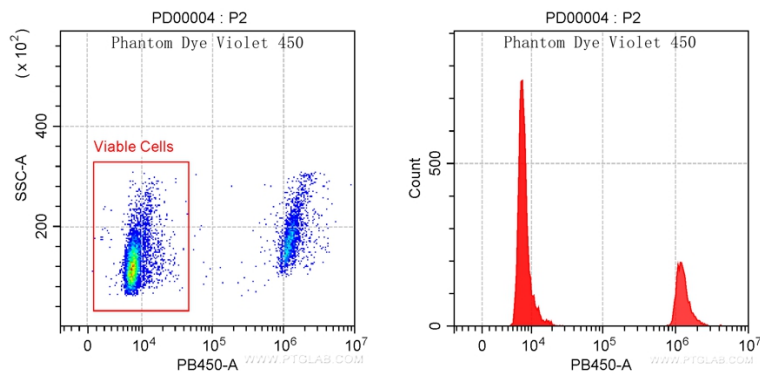 PD00004 : P2
Phantom Dye Violet 450
SSC-A
(x 10²)
400
200
Viable Cells
0
10⁴
10⁵
10⁶
10⁷
PB450-A
WWW.PTGLAB.COM
PD00004 : P2
Phantom Dye Violet 450
Count
500
0
0
10⁴
10⁵
10⁶
10⁷
PB450-A
WWW.PTGLAB.COM